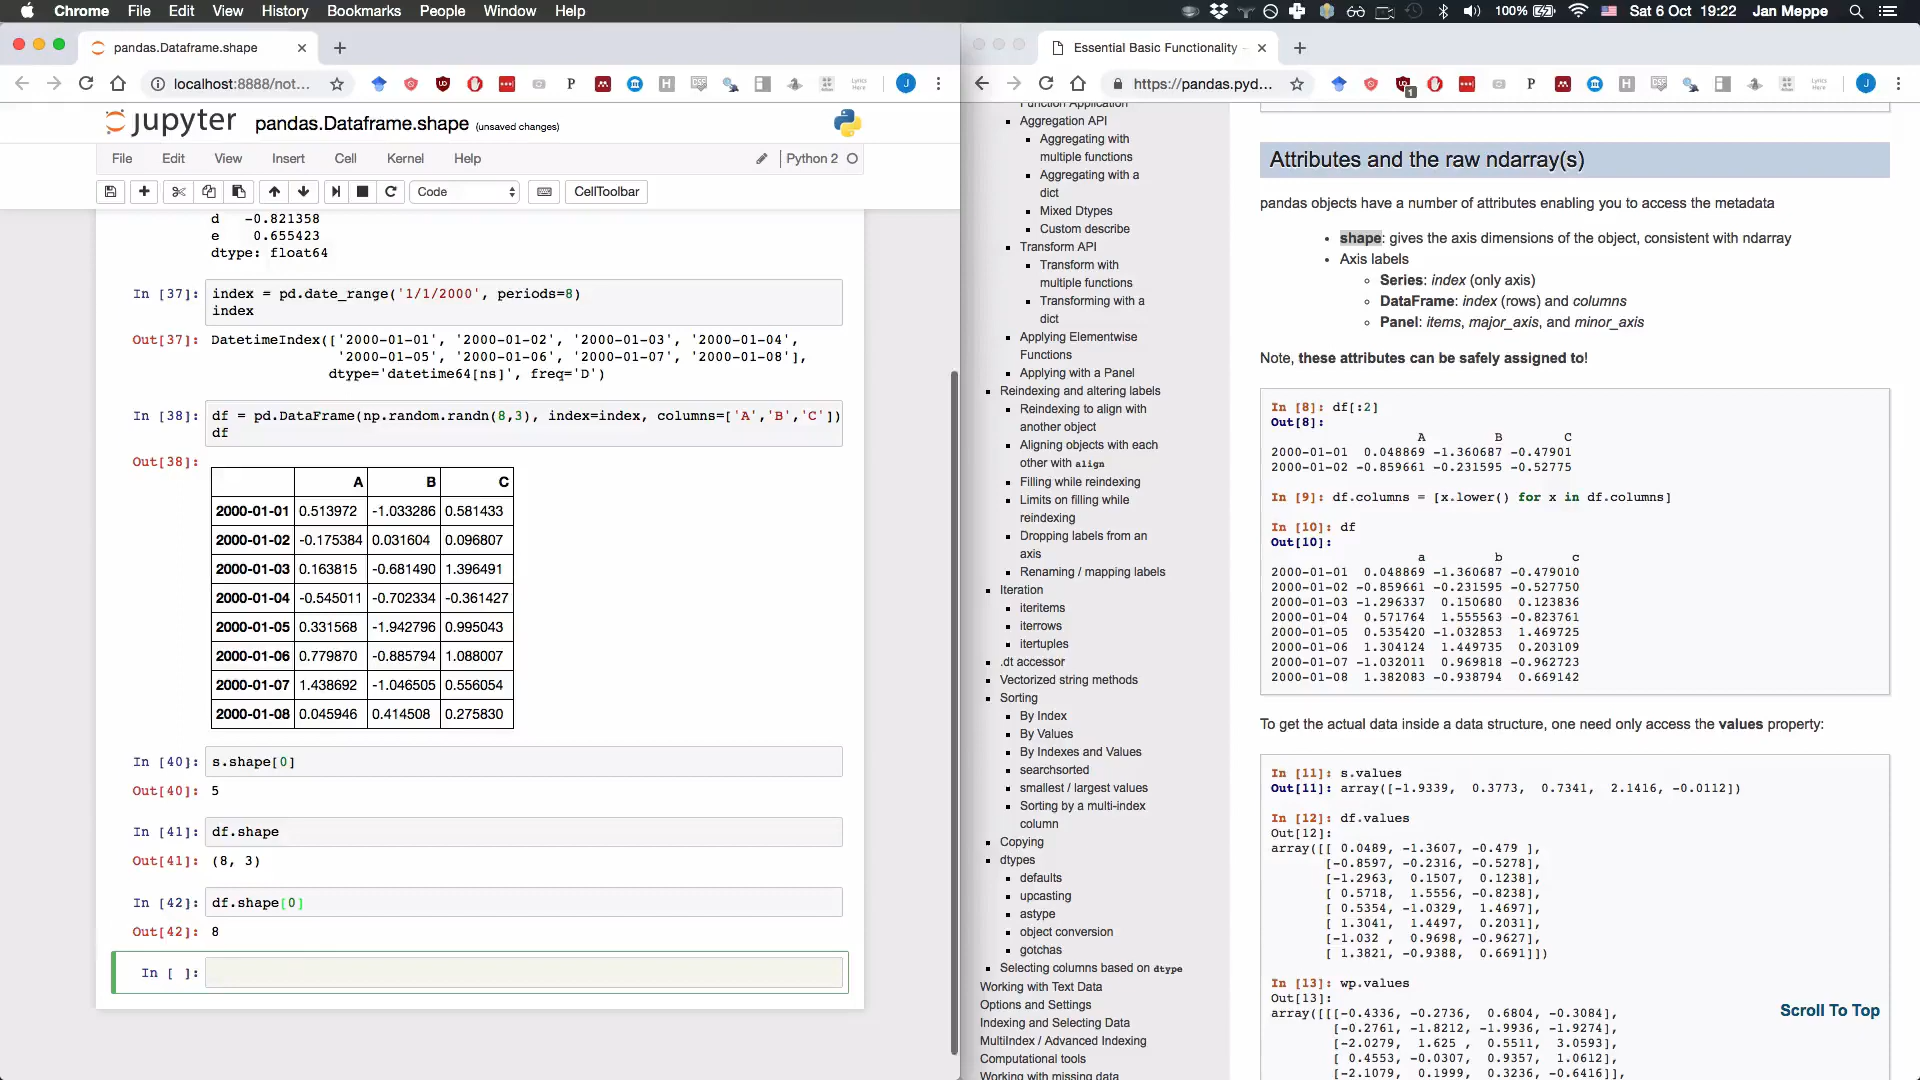 Chrome File Edit View History Bookmarks People Window Help
100% Sat 6 Oct 19:22 Jan Meppe
pandas.Dataframe.shape
localhost:8888/not...
jupyter pandas.Dataframe.shape (unsaved changes)
File Edit View Insert Cell Kernel Help
Python 2
Code
CellToolbar
d -0.821358
e 0.655423
dtype: float64
In [37]: index = pd.date_range('1/1/2000', periods=8)
index
Out[37]: DatetimeIndex(['2000-01-01', '2000-01-02', '2000-01-03', '2000-01-04',
'2000-01-05', '2000-01-06', '2000-01-07', '2000-01-08'],
dtype='datetime64[ns]', freq='D')
In [38]: df = pd.DataFrame(np.random.randn(8,3), index=index, columns=['A','B','C'])
df
Out[38]:
A B C
2000-01-01 0.513972 -1.033286 0.581433
2000-01-02 -0.175384 0.031604 0.096807
2000-01-03 0.163815 -0.681490 1.396491
2000-01-04 -0.545011 -0.702334 -0.361427
2000-01-05 0.331568 -1.942796 0.995043
2000-01-06 0.779870 -0.885794 1.088007
2000-01-07 1.438692 -1.046505 0.556054
2000-01-08 0.045946 0.414508 0.275830
In [40]: s.shape[0]
Out[40]: 5
In [41]: df.shape
Out[41]: (8, 3)
In [42]: df.shape[0]
Out[42]: 8
In [ ]:
Essential Basic Functionality
https://pandas.pyd...
Function Application
Aggregation API
Aggregating with
multiple functions
Aggregating with a
dict
Mixed Dtypes
Custom describe
Transform API
Transform with
multiple functions
Transforming with a
dict
Applying Elementwise
Functions
Applying with a Panel
Reindexing and altering labels
Reindexing to align with
another object
Aligning objects with each
other with align
Filling while reindexing
Limits on filling while
reindexing
Dropping labels from an
axis
Renaming / mapping labels
Iteration
iteritems
iterrows
itertuples
.dt accessor
Vectorized string methods
Sorting
By Index
By Values
By Indexes and Values
searchsorted
smallest / largest values
Sorting by a multi-index
column
Copying
dtypes
defaults
upcasting
astype
object conversion
gotchas
Selecting columns based on dtype
Working with Text Data
Options and Settings
Indexing and Selecting Data
MultiIndex / Advanced Indexing
Computational tools
Working with missing data
Attributes and the raw ndarray(s)
pandas objects have a number of attributes enabling you to access the metadata
shape: gives the axis dimensions of the object, consistent with ndarray
Axis labels
Series: index (only axis)
DataFrame: index (rows) and columns
Panel: items, major_axis, and minor_axis
Note, these attributes can be safely assigned to!
In [8]: df[:2]
Out[8]:
A B C
2000-01-01 0.048869 -1.360687 -0.47901
2000-01-02 -0.859661 -0.231595 -0.52775
In [9]: df.columns = [x.lower() for x in df.columns]
In [10]: df
Out[10]:
a b c
2000-01-01 0.048869 -1.360687 -0.479010
2000-01-02 -0.859661 -0.231595 -0.527750
2000-01-03 -1.296337 0.150680 0.123836
2000-01-04 0.571764 1.555563 -0.823761
2000-01-05 0.535420 -1.032853 1.469725
2000-01-06 1.304124 1.449735 0.203109
2000-01-07 -1.032011 0.969818 -0.962723
2000-01-08 1.382083 -0.938794 0.669142
To get the actual data inside a data structure, one need only access the values property:
In [11]: s.values
Out[11]: array([-1.9339, 0.3773, 0.7341, 2.1416, -0.0112])
In [12]: df.values
Out[12]:
array([[ 0.0489, -1.3607, -0.479 ],
[-0.8597, -0.2316, -0.5278],
[-1.2963, 0.1507, 0.1238],
[ 0.5718, 1.5556, -0.8238],
[ 0.5354, -1.0329, 1.4697],
[ 1.3041, 1.4497, 0.2031],
[-1.032 , 0.9698, -0.9627],
[ 1.3821, -0.9388, 0.6691]])
In [13]: wp.values
Out[13]:
array([[[-0.4336, -0.2736, 0.6804, -0.3084],
[-0.2761, -1.8212, -1.9936, -1.9274],
[-2.0279, 1.625 , 0.5511, 3.0593],
[ 0.4553, -0.0307, 0.9357, 1.0612],
[-2.1079, 0.1999, 0.3236, -0.6416]],
Scroll To Top